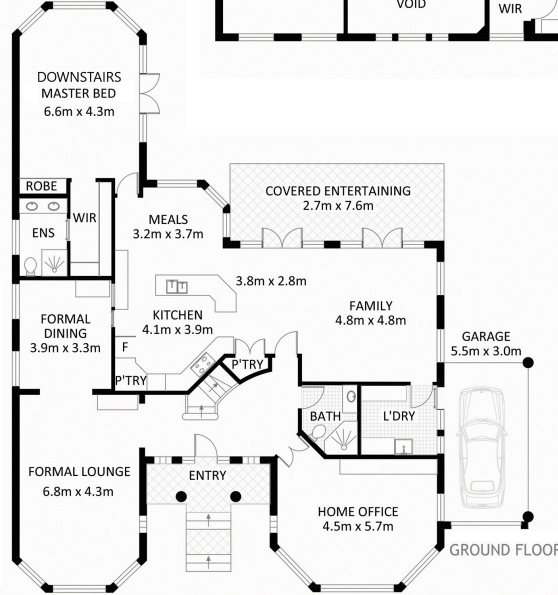 VOID
WIR
DOWNSTAIRS
MASTER BED
6.6m x 4.3m
ROBE
WIR
ENS
MEALS
3.2m x 3.7m
COVERED ENTERTAINING
2.7m x 7.6m
3.8m x 2.8m
FORMAL
DINING
3.9m x 3.3m
KITCHEN
4.1m x 3.9m
FAMILY
4.8m x 4.8m
GARAGE
5.5m x 3.0m
F
P'TRY
P'TRY
BATH
L'DRY
FORMAL LOUNGE
6.8m x 4.3m
ENTRY
HOME OFFICE
4.5m x 5.7m
GROUND FLOOR